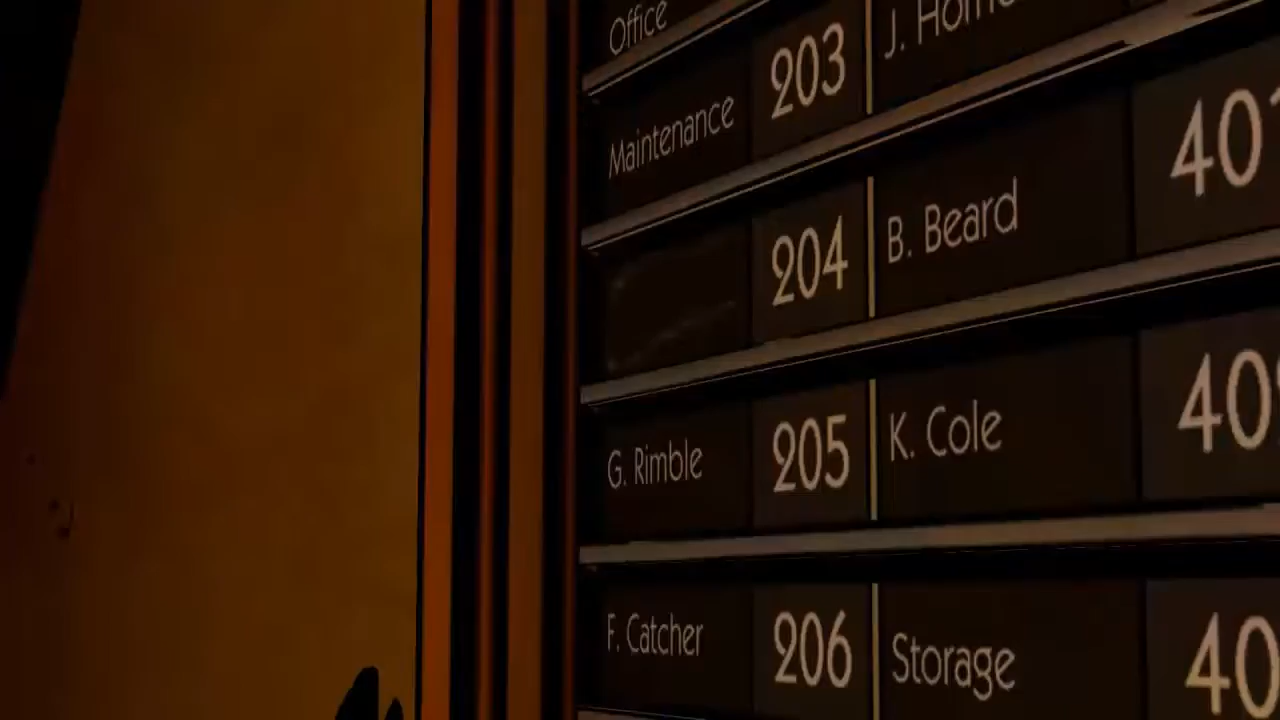 Office
Maintenance 203 J.
204 B. Beard
G. Rimble 205 K. Cole
F. Catcher 206 Storage